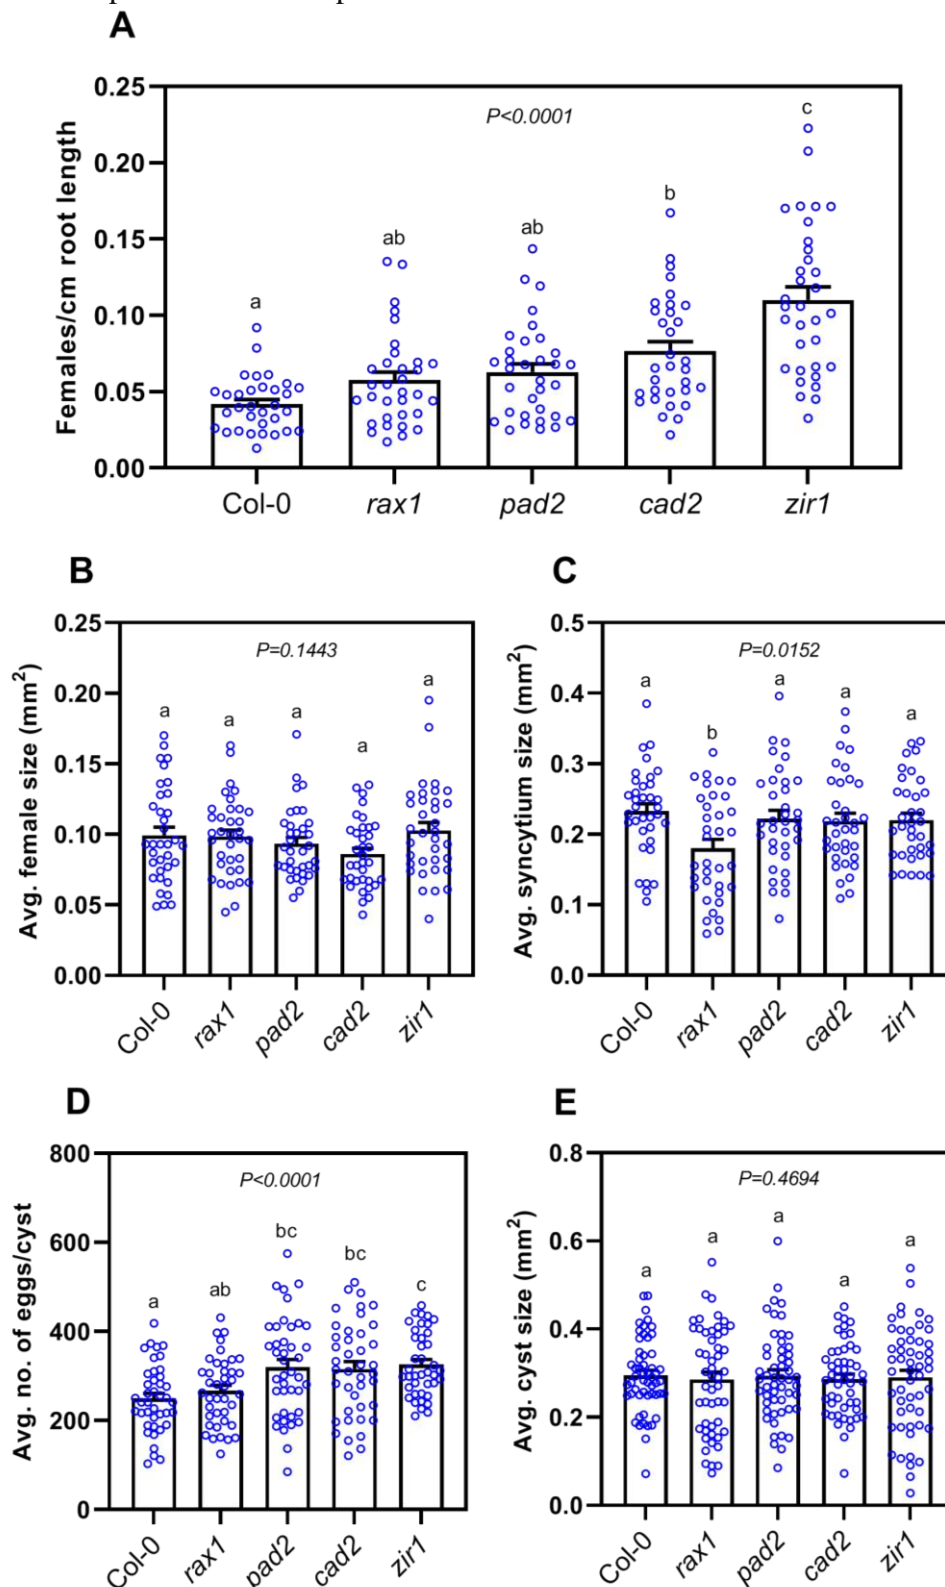 A
Females/cm root length
0.25
0.20
0.15
0.10
0.05
0.00
P<0.0001
a
ab
ab
b
c
Col-0
rax1
pad2
cad2
zir1
B
Avg. female size (mm²)
0.25
0.20
0.15
0.10
0.05
0.00
P=0.1443
a
a
a
a
a
Col-0
rax1
pad2
cad2
zir1
C
Avg. syncytium size (mm²)
0.5
0.4
0.3
0.2
0.1
0.0
P=0.0152
a
b
a
a
a
Col-0
rax1
pad2
cad2
zir1
D
Avg. no. of eggs/cyst
800
600
400
200
0
P<0.0001
a
ab
bc
bc
c
Col-0
rax1
pad2
cad2
zir1
E
Avg. cyst size (mm²)
0.8
0.6
0.4
0.2
0.0
P=0.4694
a
a
a
a
a
Col-0
rax1
pad2
cad2
zir1